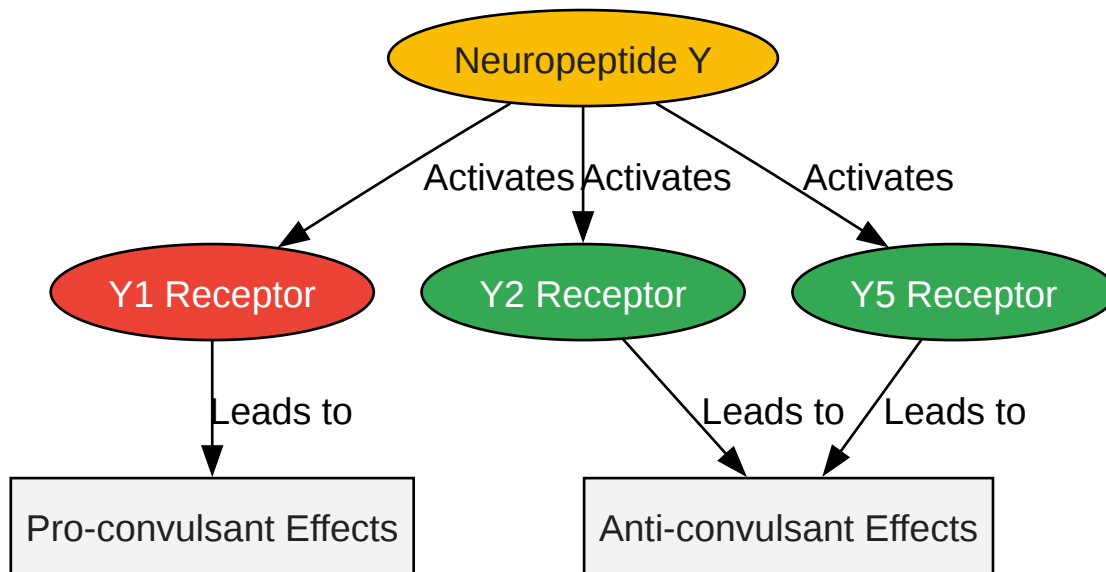 Neuropeptide Y
Activates
Activates
Activates
Y1 Receptor
Y2 Receptor
Y5 Receptor
Leads to
Leads to
Leads to
Pro-convulsant Effects
Anti-convulsant Effects